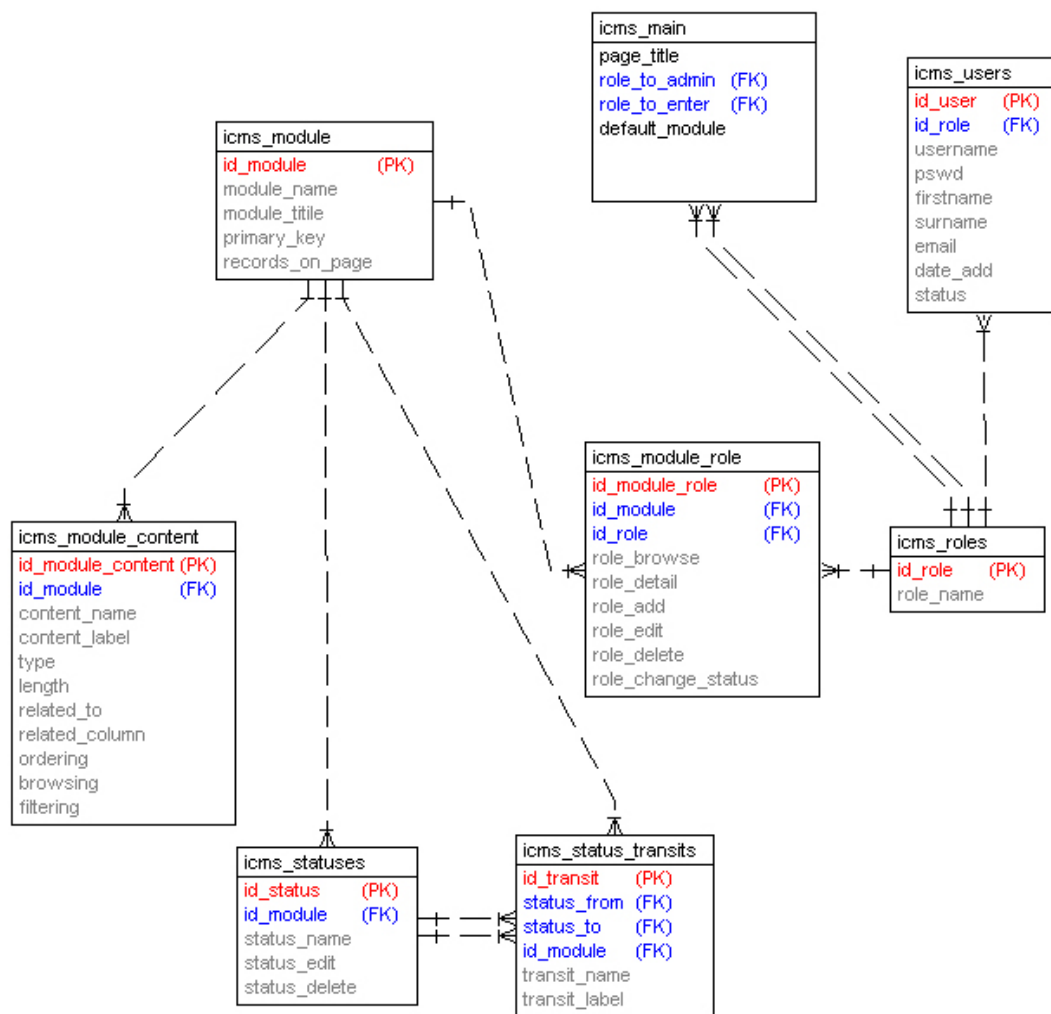 icms_main
page_title
role_to_admin (FK)
role_to_enter (FK)
default_module
icms_users
id_user (PK)
id_role (FK)
username
pswd
firstname
surname
email
date_add
status
icms_module
id_module (PK)
module_name
module_titile
primary_key
records_on_page
icms_module_role
id_module_role (PK)
id_module (FK)
id_role (FK)
role_browse
role_detail
role_add
role_edit
role_delete
role_change_status
icms_roles
id_role (PK)
role_name
icms_module_content
id_module_content (PK)
id_module (FK)
content_name
content_label
type
length
related_to
related_column
ordering
browsing
filtering
icms_statuses
id_status (PK)
id_module (FK)
status_name
status_edit
status_delete
icms_status_transits
id_transit (PK)
status_from (FK)
status_to (FK)
id_module (FK)
transit_name
transit_label